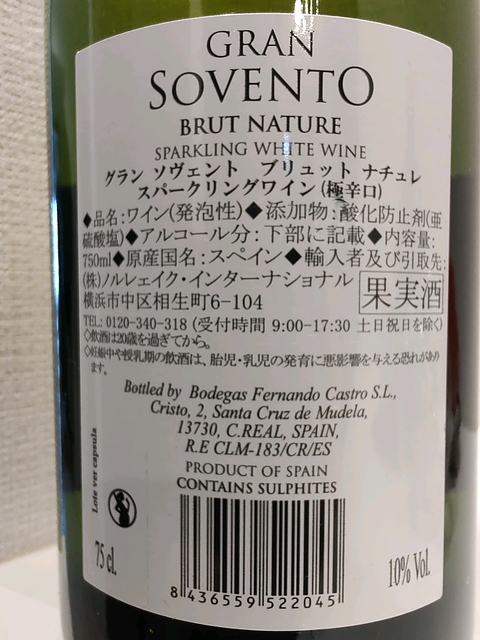 GRAN
SOVENTO
BRUT NATURE
SPARKLING WHITE WINE
グラン ソヴェント ブリュット ナチュレ
スパークリングワイン(極辛口)
◆品名:ワイン(発泡性)◆添加物:酸化防止剤(亜
硫酸塩)◆アルコール分:下部に記載◆内容量:
750ml◆原産国名:スペイン◆輸入者及び引取先:
(株)ノルレェイク・インターナショナル
横浜市中区相生町6-104
果実酒
TEL: 0120-340-318 (受付時間 9:00-17:30 土日祝日を除く)
◇飲酒は20歳を過ぎてから。
◇妊娠中や授乳期の飲酒は、胎児・乳児の発育に悪影響を与える恐れがあり
ます。
Bottled by Bodegas Fernando Castro S.L.,
Cristo, 2, Santa Cruz de Mudela,
13730, C.REAL, SPAIN,
R.E CLM-183/CR/ES
PRODUCT OF SPAIN
CONTAINS SULPHITES
Lote ver capsula
75 cl.
10% Vol.
8 436559 522045